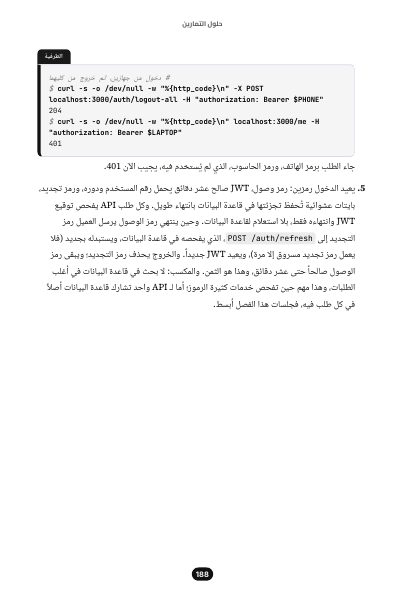 حلول التمارين
الطرفية
# دخول من جهازين، ثم خروج من كليهما
$ curl -s -o /dev/null -w "%{http_code}\n" -X POST
localhost:3000/auth/logout-all -H "authorization: Bearer $PHONE"
204
$ curl -s -o /dev/null -w "%{http_code}\n" localhost:3000/me -H
"authorization: Bearer $LAPTOP"
401
جاء الطلب برمز الهاتف، ورمز الحاسوب، الذي لم يُستخدم فيه، يجيب الآن 401.
5. يعيد الدخول رمزين: رمز وصول، JWT صالح عشر دقائق يحمل رقم المستخدم ودوره، ورمز تجديد،
بايتات عشوائية تُحفظ تجزئتها في قاعدة البيانات بانتهاء طويل. وكل طلب API يفحص توقيع
JWT وانتهاءه فقط، بلا استعلام لقاعدة البيانات. وحين ينتهي رمز الوصول يرسل العميل رمز
التجديد إلى POST /auth/refresh، الذي يفحصه في قاعدة البيانات، ويستبدله بجديد (فلا
يعمل رمز تجديد مسروق إلا مرة)، ويعيد JWT جديداً. والخروج يحذف رمز التجديد؛ ويبقى رمز
الوصول صالحاً حتى عشر دقائق، وهذا هو الثمن. والمكسب: لا بحث في قاعدة البيانات في أغلب
الطلبات، وهذا مهم حين تفحص خدمات كثيرة الرموز؛ أما لـ API واحد تشارك قاعدة البيانات أصلاً
في كل طلب فيه، فجلسات هذا الفصل أبسط.
188